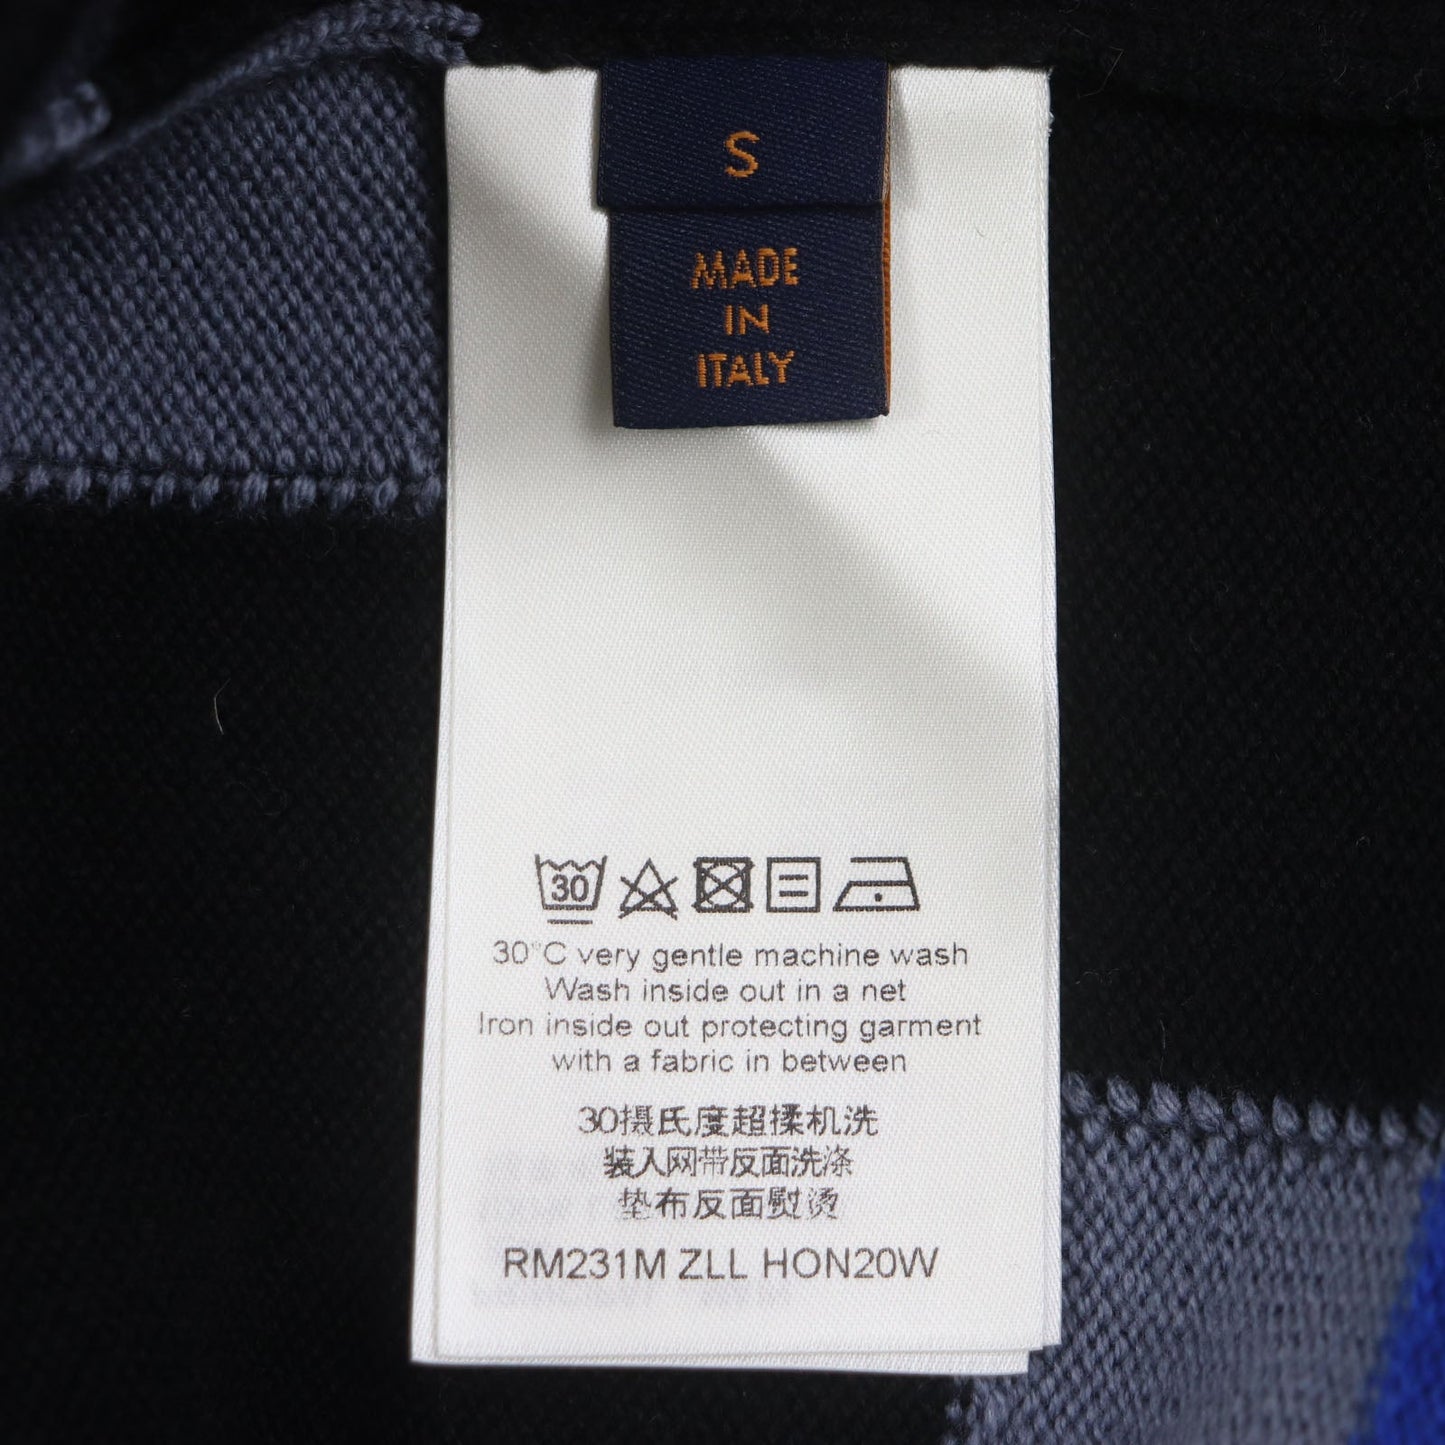 S
MADE
IN
ITALY
30
30°C very gentle machine wash
Wash inside out in a net
Iron inside out protecting garment
with a fabric in between
30摄氏度超揉机洗
装入网带反面洗涤
垫布反面熨烫
RM231M ZLL HON20W